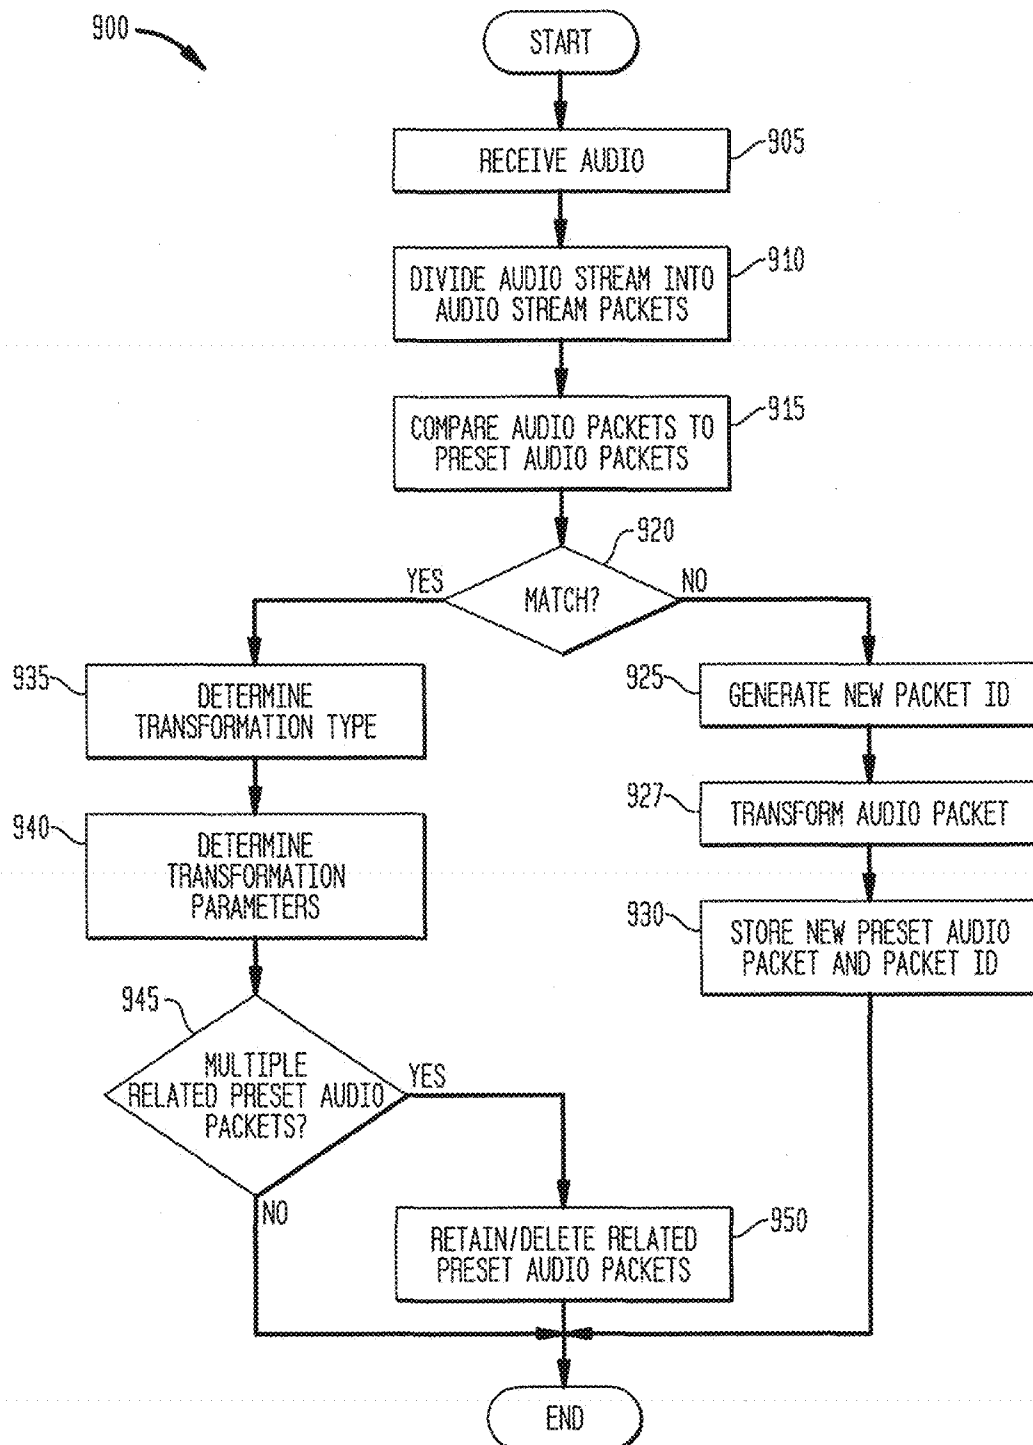 900
START
RECEIVE AUDIO
905
DIVIDE AUDIO STREAM INTO
AUDIO STREAM PACKETS
910
COMPARE AUDIO PACKETS TO
PRESET AUDIO PACKETS
915
920
MATCH?
YES
NO
935
DETERMINE
TRANSFORMATION TYPE
925
GENERATE NEW PACKET ID
927
TRANSFORM AUDIO PACKET
940
DETERMINE
TRANSFORMATION
PARAMETERS
930
STORE NEW PRESET AUDIO
PACKET AND PACKET ID
945
MULTIPLE
RELATED PRESET AUDIO
PACKETS?
YES
NO
RETAIN/DELETE RELATED
PRESET AUDIO PACKETS
950
END